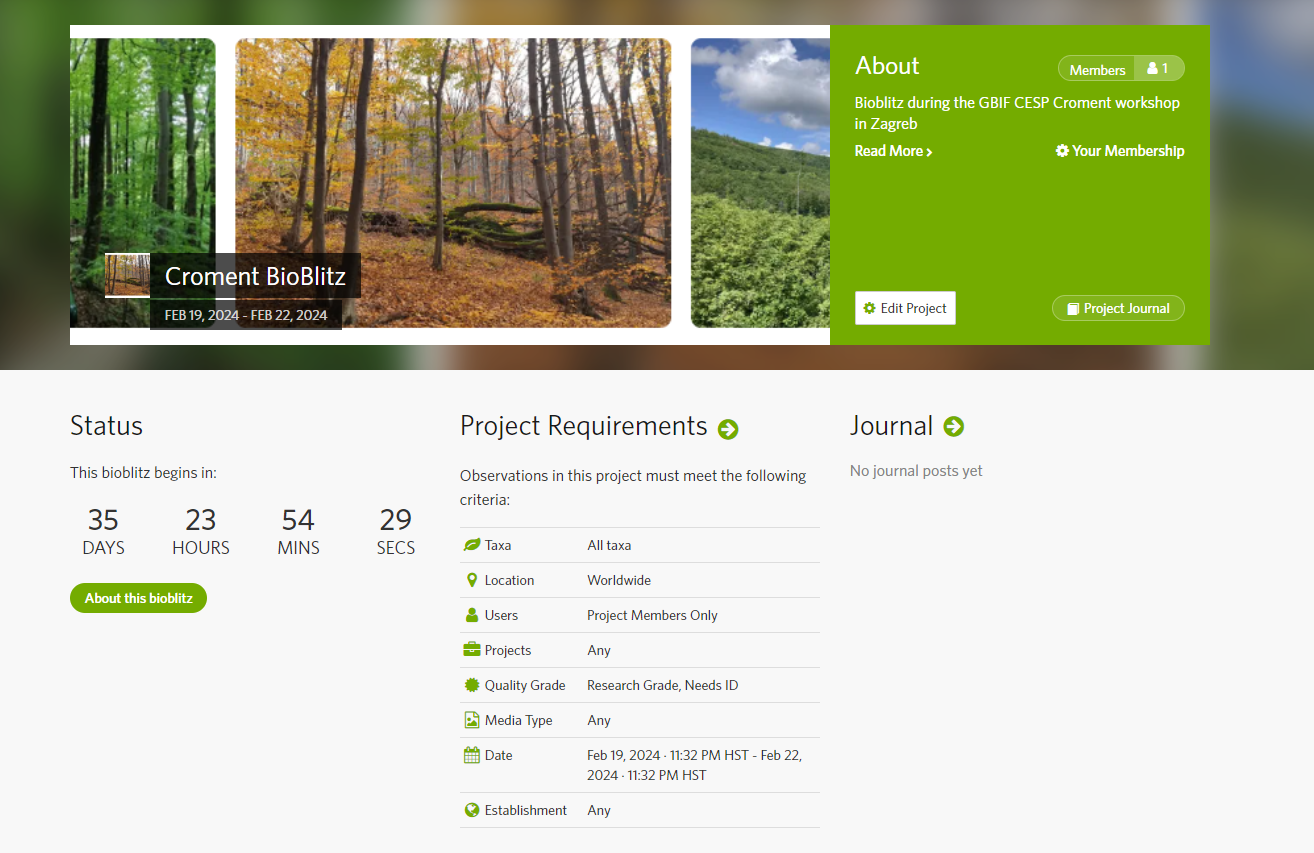 About
Members 1
Bioblitz during the GBIF CESP Croment workshop
in Zagreb
Read More
Your Membership
Croment BioBlitz
FEB 19, 2024 - FEB 22, 2024
Edit Project
Project Journal
Status
This bioblitz begins in:
35 23 54 29
DAYS HOURS MINS SECS
About this bioblitz
Project Requirements
Observations in this project must meet the following
criteria:
Taxa All taxa
Location Worldwide
Users Project Members Only
Projects Any
Quality Grade Research Grade, Needs ID
Media Type Any
Date Feb 19, 2024 · 11:32 PM HST - Feb 22,
2024 · 11:32 PM HST
Establishment Any
Journal
No journal posts yet